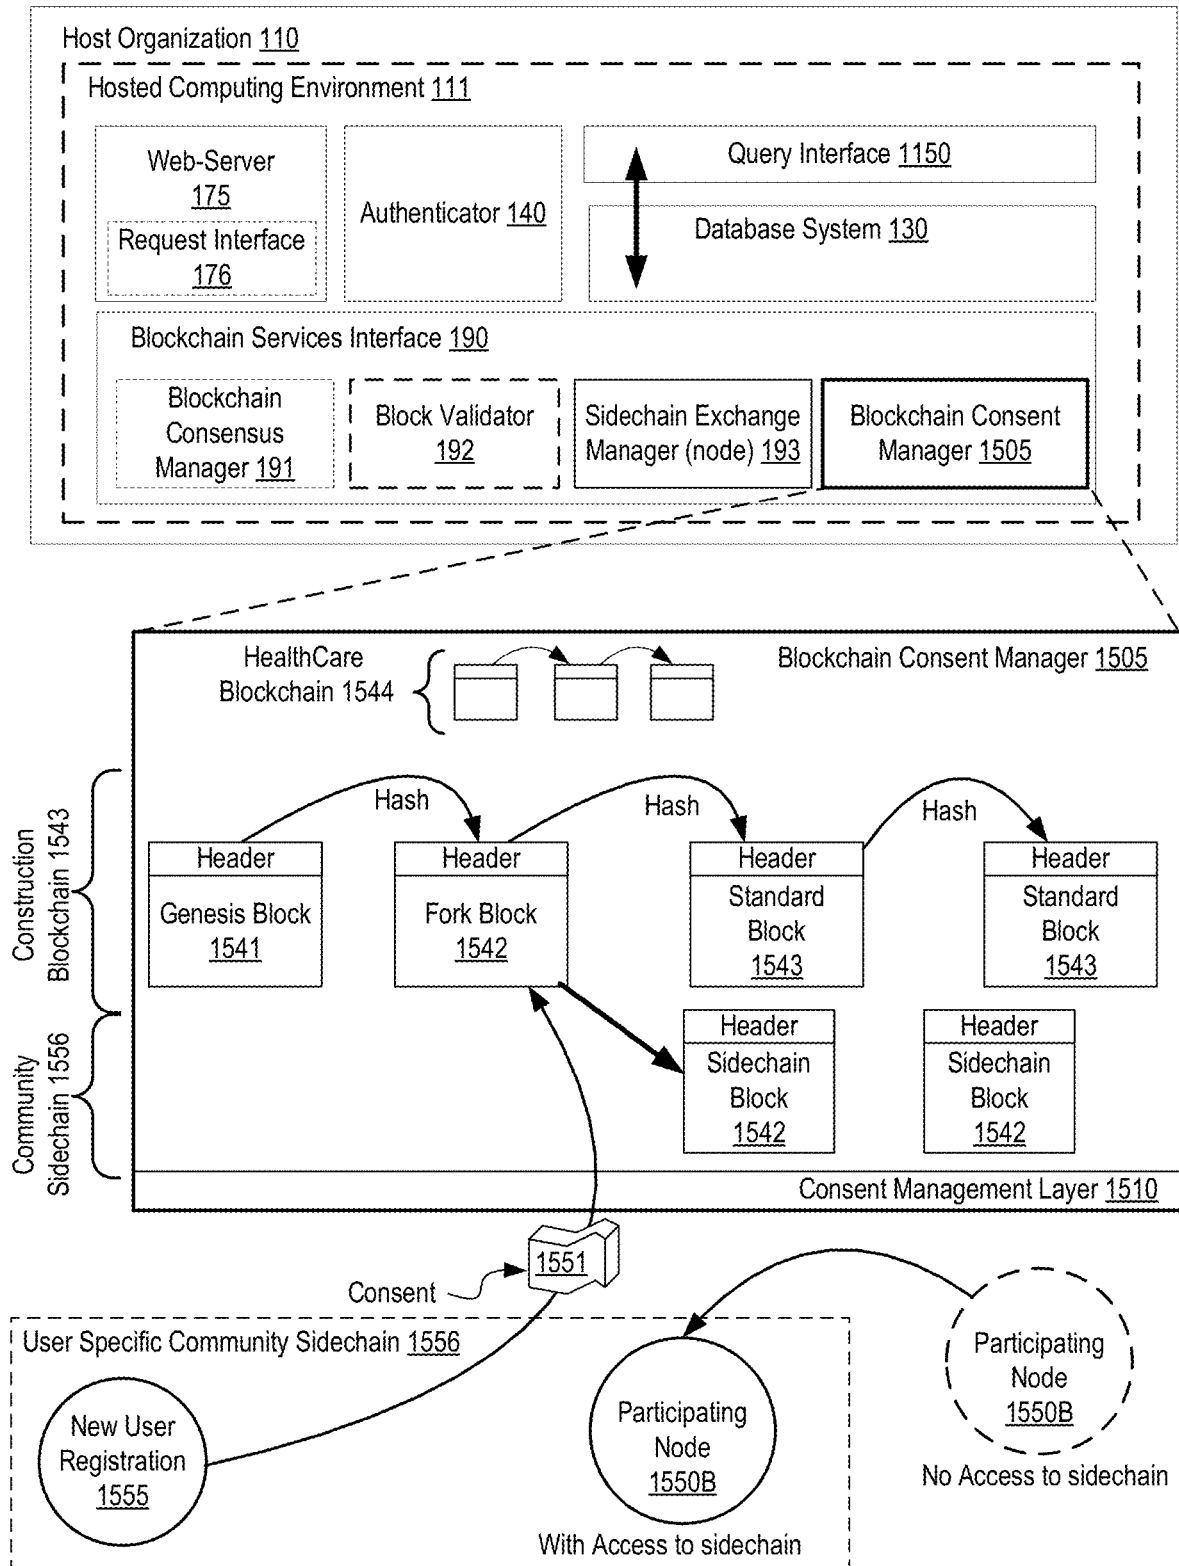 Host Organization 110
Hosted Computing Environment 111
Web-Server
175
Request Interface
176
Authenticator 140
Query Interface 1150
Database System 130
Blockchain Services Interface 190
Blockchain
Consensus
Manager 191
Block Validator
192
Sidechain Exchange
Manager (node) 193
Blockchain Consent
Manager 1505
HealthCare
Blockchain 1544
Blockchain Consent Manager 1505
Construction
Blockchain 1543
Hash
Hash
Hash
Header
Genesis Block
1541
Header
Fork Block
1542
Header
Standard
Block
1543
Header
Standard
Block
1543
Community
Sidechain 1556
Header
Sidechain
Block
1542
Header
Sidechain
Block
1542
Consent Management Layer 1510
1551
Consent
User Specific Community Sidechain 1556
New User
Registration
1555
Participating
Node
1550B
With Access to sidechain
Participating
Node
1550B
No Access to sidechain